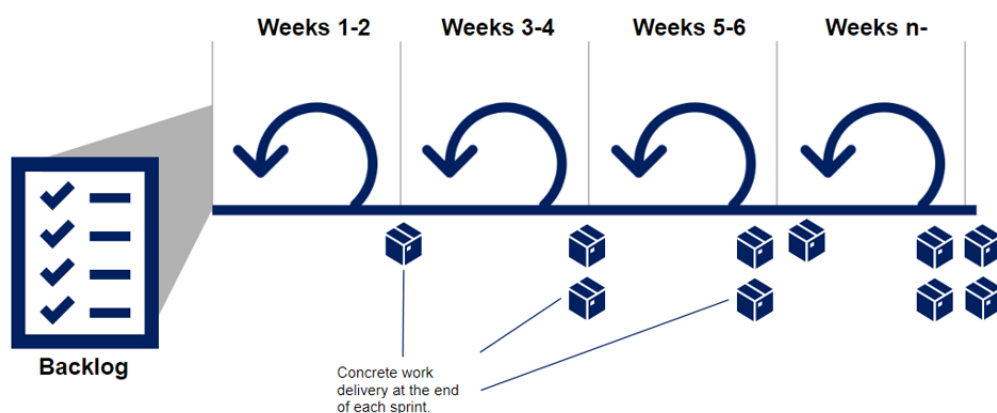 Weeks 1-2
Weeks 3-4
Weeks 5-6
Weeks n-
Backlog
Concrete work
delivery at the end
of each sprint.